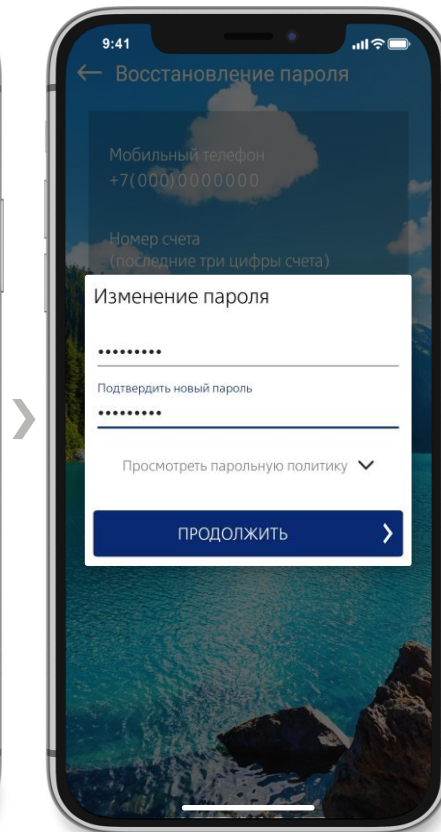 9:41
Восстановление пароля
Мобильный телефон
+7(000)0000000
Номер счета
(последние три цифры счета)
Изменение пароля
•••••••••
Подтвердить новый пароль
•••••••••
Просмотреть парольную политику
ПРОДОЛЖИТЬ